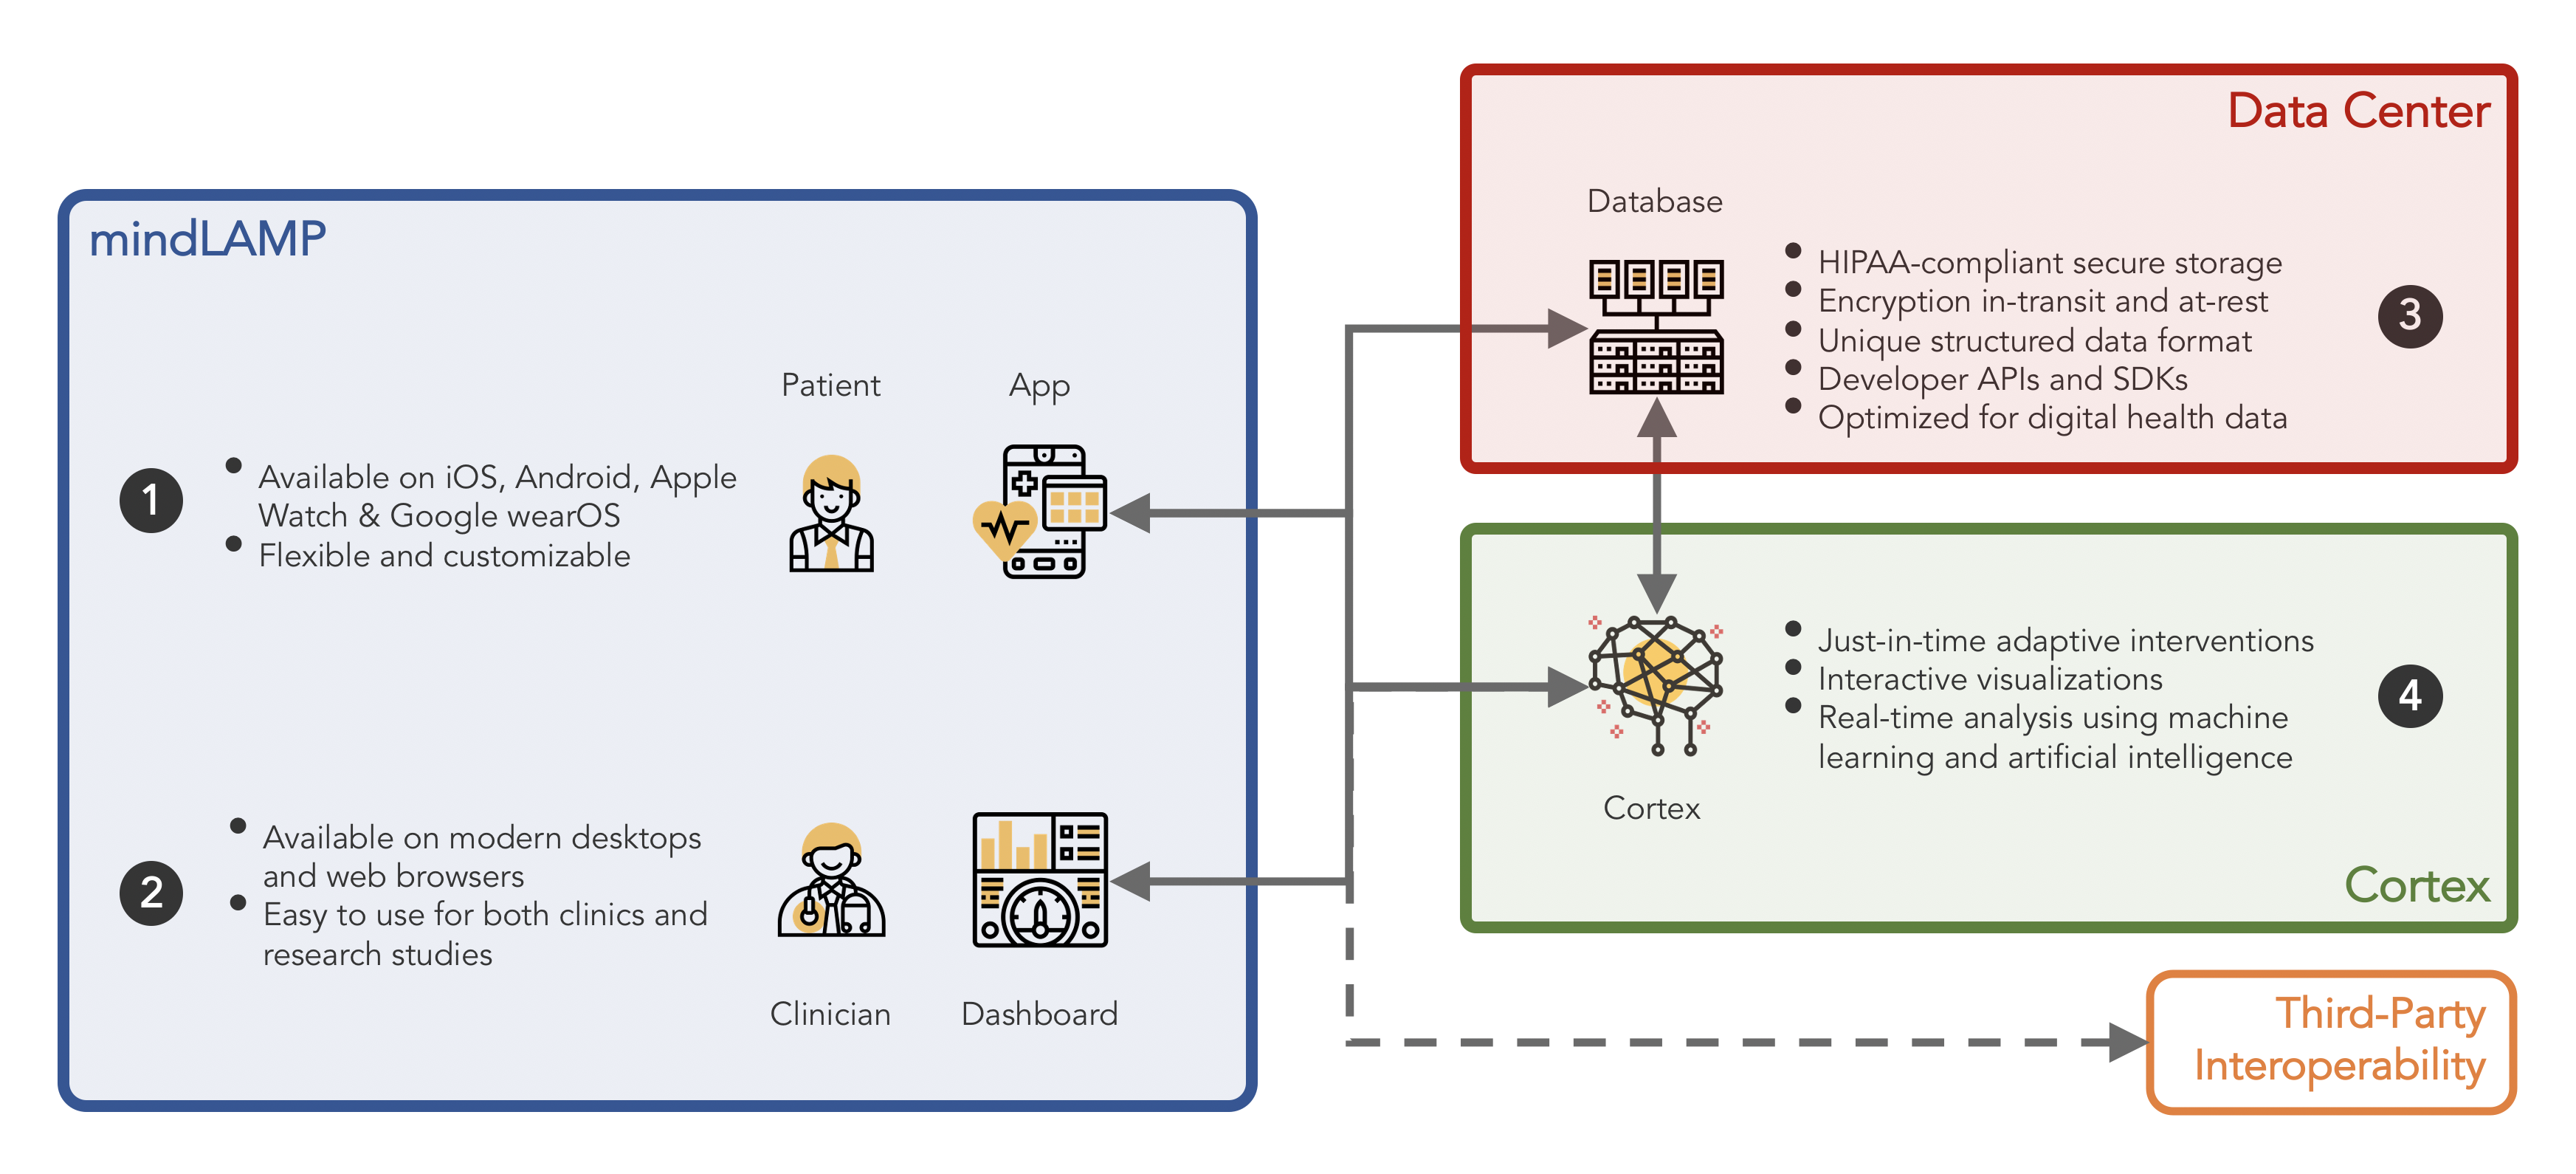 mindLAMP
Patient
App
1
Available on iOS, Android, Apple
Watch & Google wearOS
Flexible and customizable
2
Available on modern desktops
and web browsers
Easy to use for both clinics and
research studies
Clinician
Dashboard
Data Center
Database
HIPAA-compliant secure storage
Encryption in-transit and at-rest
Unique structured data format
Developer APIs and SDKs
Optimized for digital health data
3
Just-in-time adaptive interventions
Interactive visualizations
Real-time analysis using machine
learning and artificial intelligence
4
Cortex
Cortex
Third-Party
Interoperability